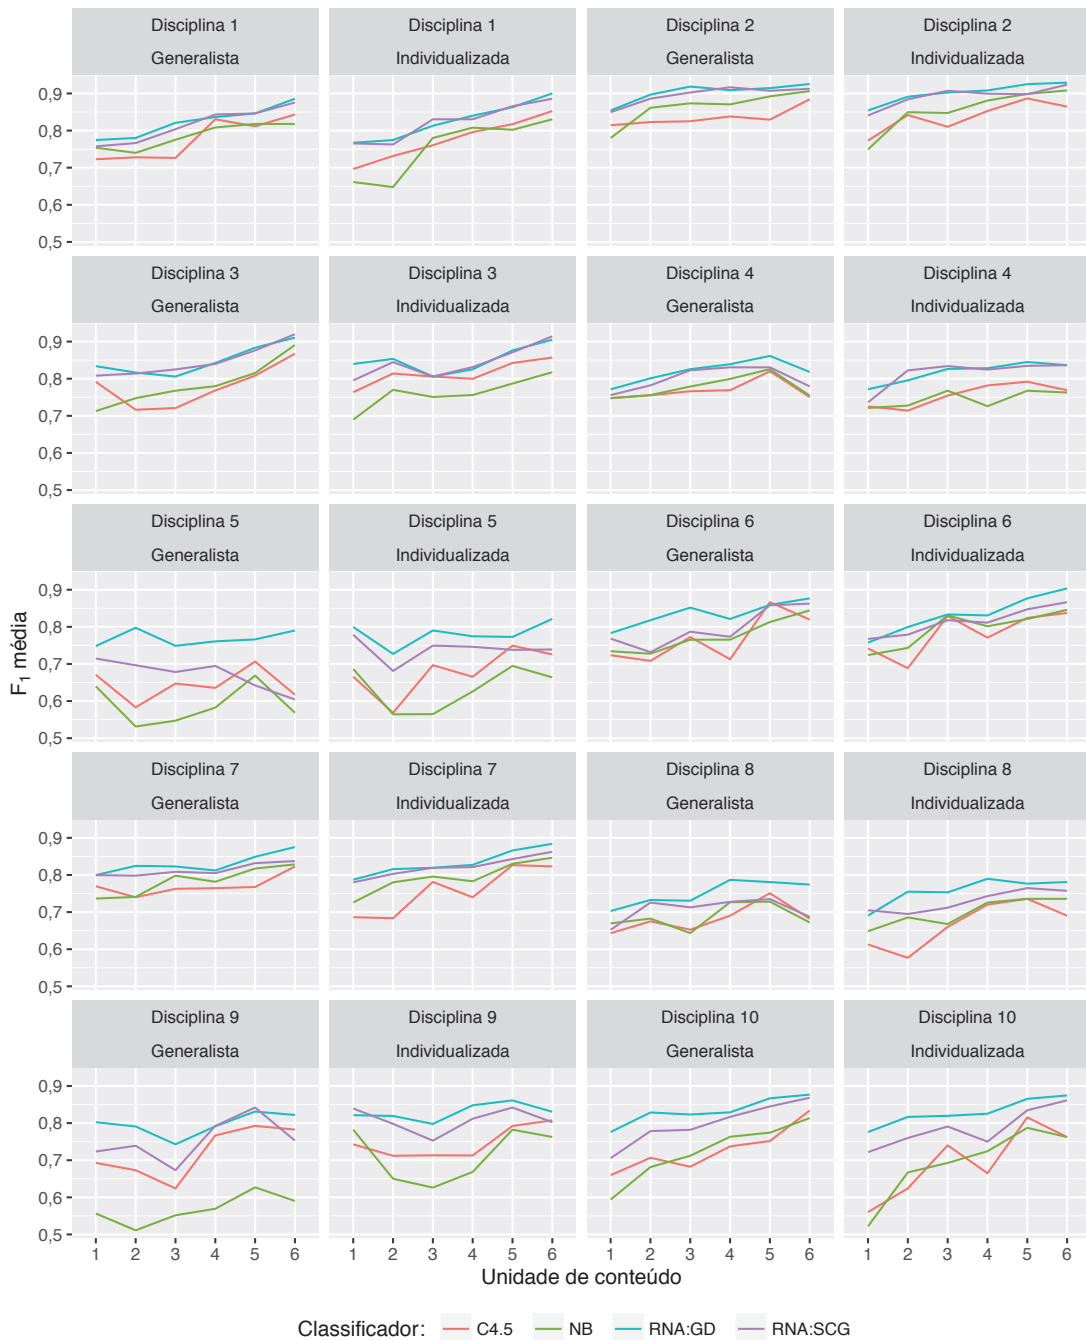 Disciplina 1
Generalista
Disciplina 1
Individualizada
Disciplina 2
Generalista
Disciplina 2
Individualizada
0,9
0,8
0,7
0,6
0,5
Disciplina 3
Generalista
Disciplina 3
Individualizada
Disciplina 4
Generalista
Disciplina 4
Individualizada
0,9
0,8
0,7
0,6
0,5
Disciplina 5
Generalista
Disciplina 5
Individualizada
Disciplina 6
Generalista
Disciplina 6
Individualizada
0,9
0,8
0,7
0,6
0,5
F1 média
Disciplina 7
Generalista
Disciplina 7
Individualizada
Disciplina 8
Generalista
Disciplina 8
Individualizada
0,9
0,8
0,7
0,6
0,5
Disciplina 9
Generalista
Disciplina 9
Individualizada
Disciplina 10
Generalista
Disciplina 10
Individualizada
0,9
0,8
0,7
0,6
0,5
1 2 3 4 5 6 1 2 3 4 5 6 1 2 3 4 5 6 1 2 3 4 5 6
Unidade de conteúdo
Classificador: C4.5 NB RNA:GD RNA:SCG